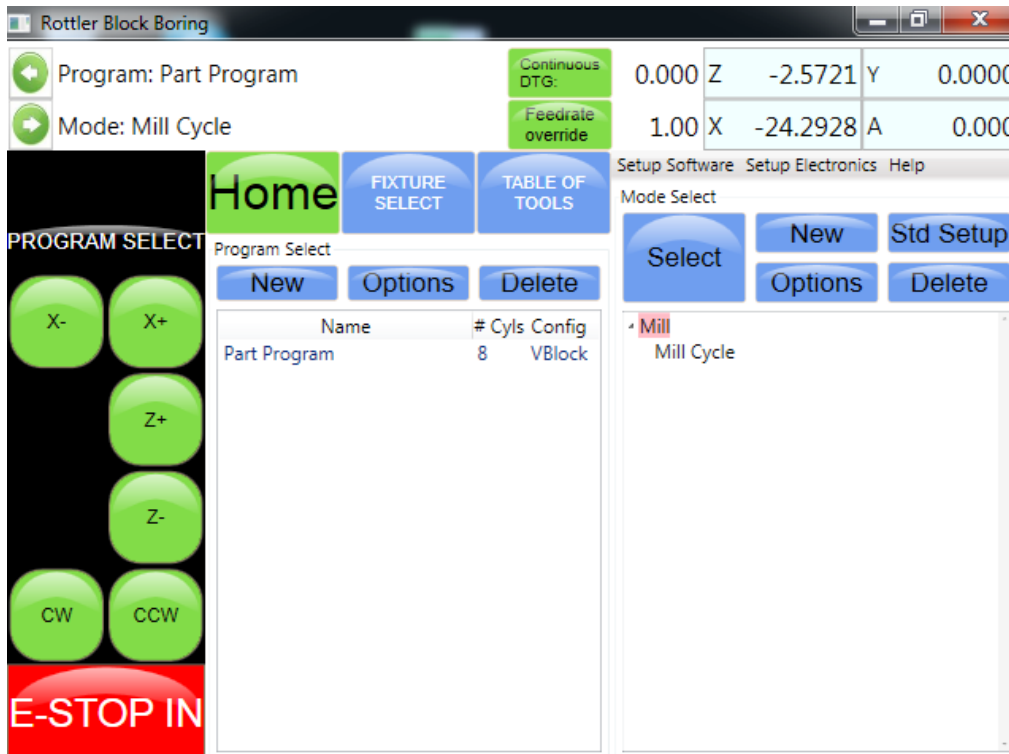 Rottler Block Boring
Program: Part Program
Continuous
DTG:
0.000 Z -2.5721 Y 0.0000
Mode: Mill Cycle
Feedrate
override
1.00 X -24.2928 A 0.000
Setup Software Setup Electronics Help
Home
FIXTURE
SELECT
TABLE OF
TOOLS
Mode Select
PROGRAM SELECT
Program Select
Select
New
Std Setup
Options
Delete
New
Options
Delete
Name # Cyls Config
Part Program 8 VBlock
Mill
Mill Cycle
X-
X+
Z+
Z-
CW
CCW
E-STOP IN